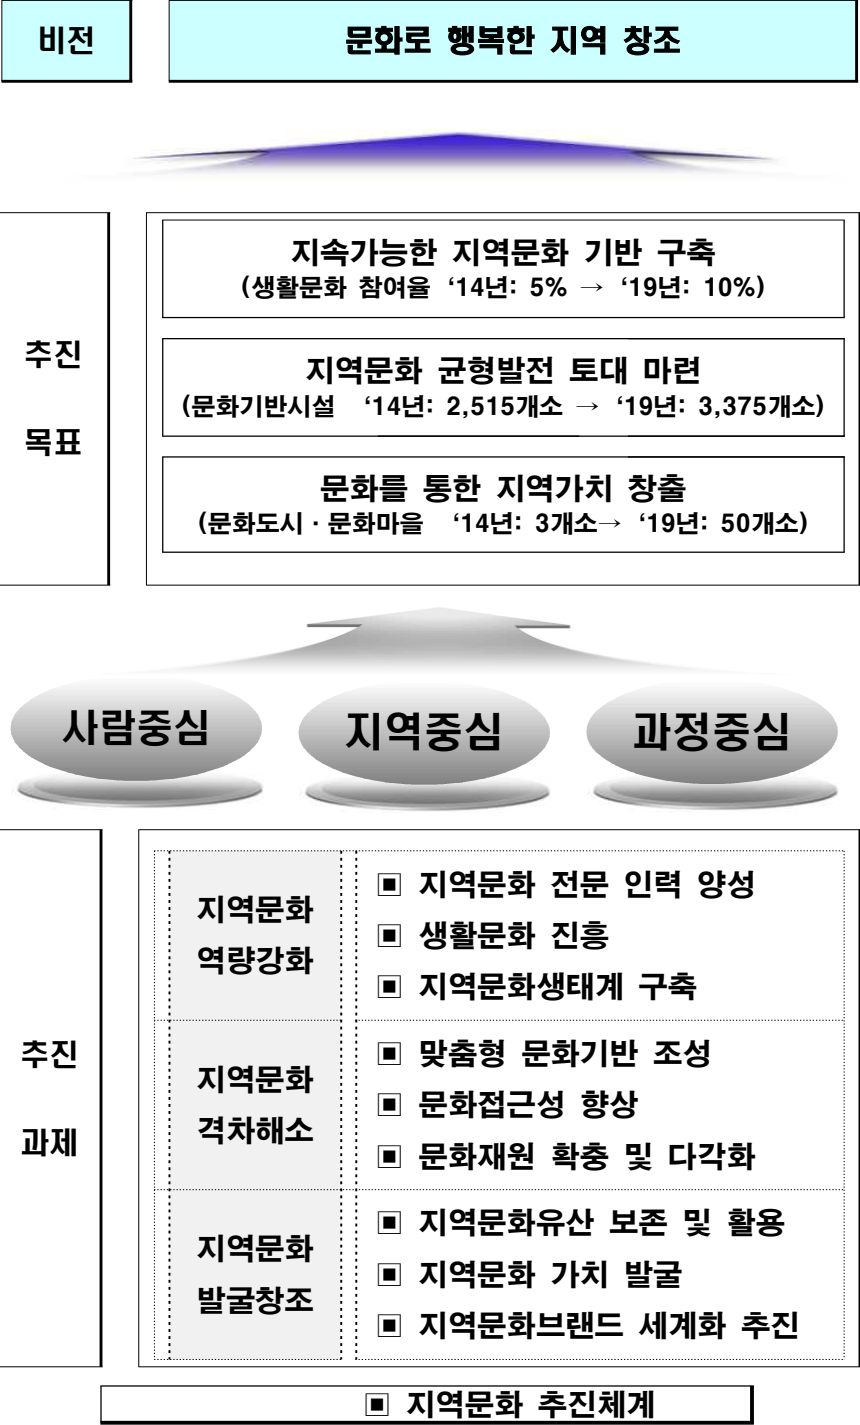 비전
문화로 행복한 지역 창조
추진
목표
지속가능한 지역문화 기반 구축
(생활문화 참여율 ‘14년: 5% → ‘19년: 10%)
지역문화 균형발전 토대 마련
(문화기반시설 ‘14년: 2,515개소 → ‘19년: 3,375개소)
문화를 통한 지역가치 창출
(문화도시·문화마을 ‘14년: 3개소→ ‘19년: 50개소)
사람중심
지역중심
과정중심
추진
과제
지역문화
역량강화
▣ 지역문화 전문 인력 양성
▣ 생활문화 진흥
▣ 지역문화생태계 구축
지역문화
격차해소
▣ 맞춤형 문화기반 조성
▣ 문화접근성 향상
▣ 문화재원 확충 및 다각화
지역문화
발굴창조
▣ 지역문화유산 보존 및 활용
▣ 지역문화 가치 발굴
▣ 지역문화브랜드 세계화 추진
▣ 지역문화 추진체계